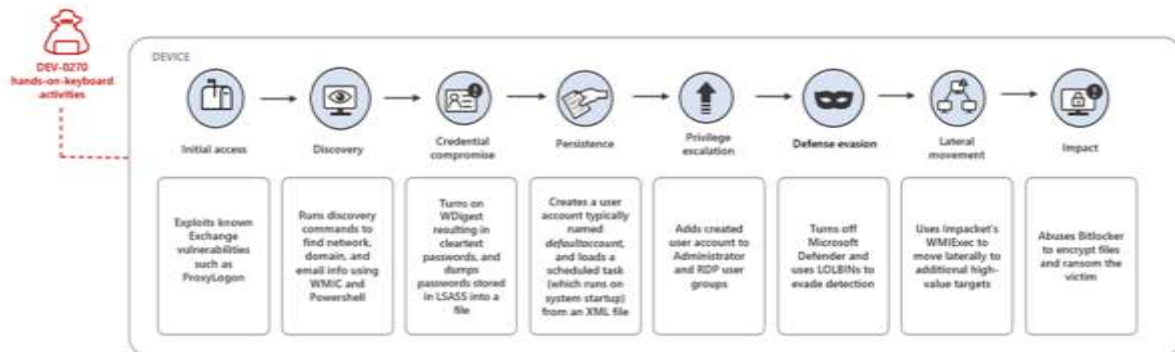 DEV-0270
hands-on-keyboard
activities
DEVICE
Initial access
Discovery
Credential
compromise
Persistence
Privilege
escalation
Defense evasion
Lateral
movement
Impact
Exploits known
Exchange
vulnerabilities
such as
ProxyLogon
Runs discovery
commands to
find network,
domain, and
email info using
WMIC and
Powershell
Turns on
WDigest
resulting in
cleartext
passwords, and
dumps
passwords stored
in LSASS into a
file
Creates a user
account typically
named
defaultaccount,
and loads a
scheduled task
(which runs on
system startup)
from an XML file
Adds created
user account to
Administrator
and RDP user
groups
Turns off
Microsoft
Defender and
uses LOLBINs to
evade detection
Uses Impacket's
WMIExec to
move laterally to
additional high-
value targets
Abuses Bitlocker
to encrypt files
and ransom the
victim